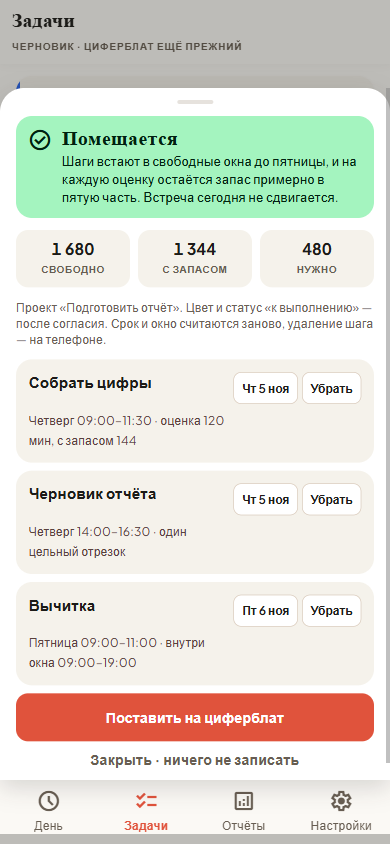 Задачи
ЧЕРНОВИК · ЦИФЕРБЛАТ ЕЩЁ ПРЕЖНИЙ
Помещается
Шаги встают в свободные окна до пятницы, и на
каждую оценку остаётся запас примерно в
пятую часть. Встреча сегодня не сдвигается.
1 680
СВОБОДНО
1 344
С ЗАПАСОМ
480
НУЖНО
Проект «Подготовить отчёт». Цвет и статус «к выполнению» —
после согласия. Срок и окно считаются заново, удаление шага
— на телефоне.
Собрать цифры
Чт 5 ноя
Убрать
Четверг 09:00–11:30 · оценка 120
мин, с запасом 144
Черновик отчёта
Чт 5 ноя
Убрать
Четверг 14:00–16:30 · один
цельный отрезок
Вычитка
Пт 6 ноя
Убрать
Пятница 09:00–11:00 · внутри
окна 09:00–19:00
Поставить на циферблат
Закрыть · ничего не записать
День
Задачи
Отчёты
Настройки